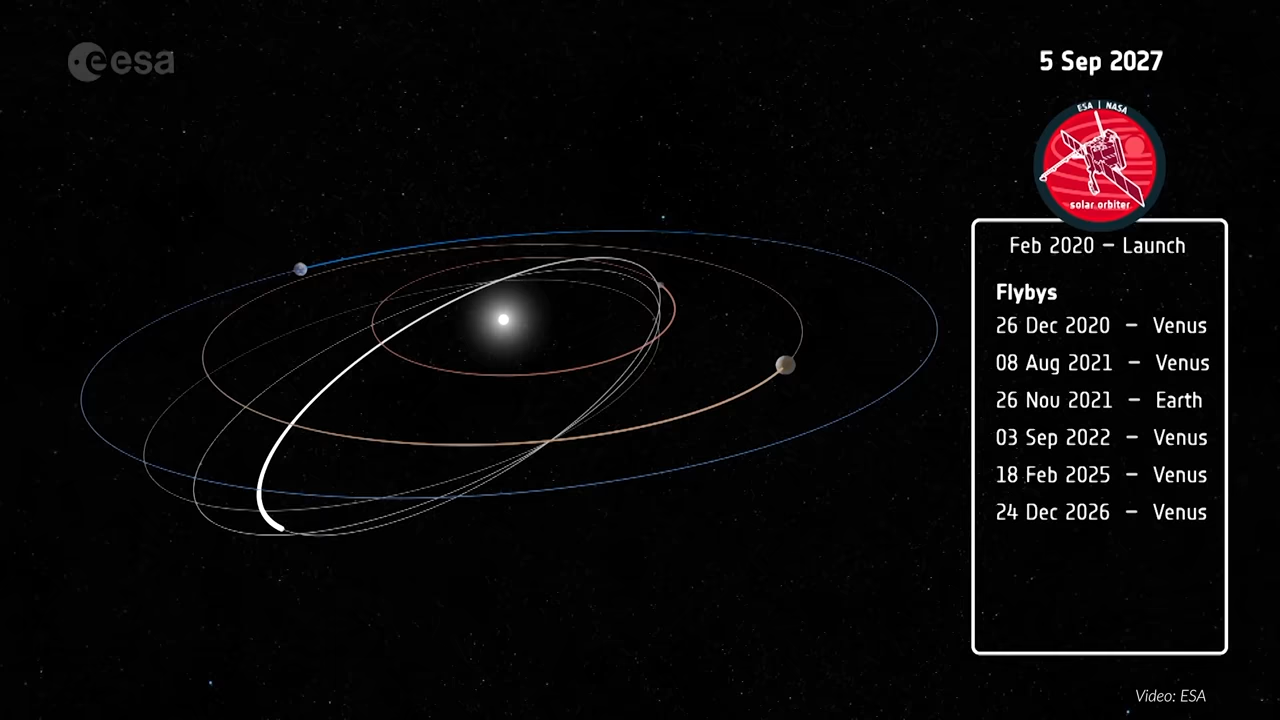 esa
5 Sep 2027
ESA | NASA
solar orbiter
Feb 2020 – Launch
Flybys
26 Dec 2020 – Venus
08 Aug 2021 – Venus
26 Nov 2021 – Earth
03 Sep 2022 – Venus
18 Feb 2025 – Venus
24 Dec 2026 – Venus
Video: ESA